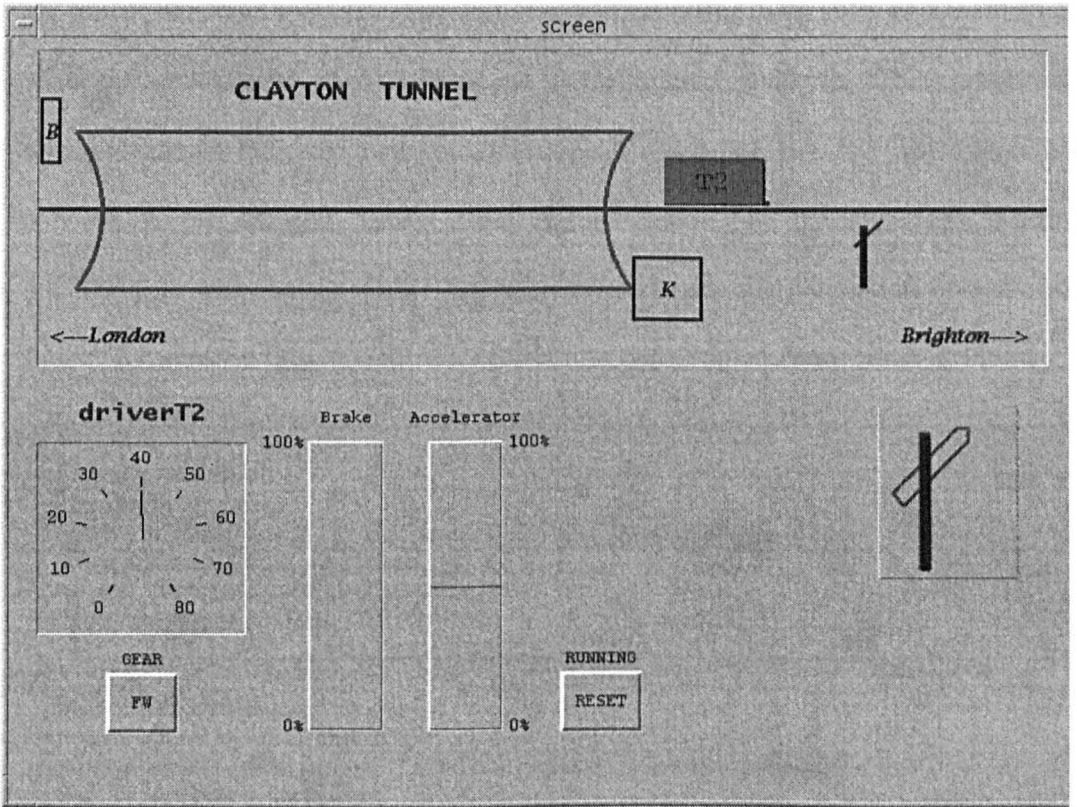 screen
CLAYTON TUNNEL
B
T2
K
<—London
Brighton—>
driverT2
Brake
Accelerator
100%
100%
40
30
50
20
60
10
70
0
80
GEAR
FW
0%
0%
RUNNING
RESET